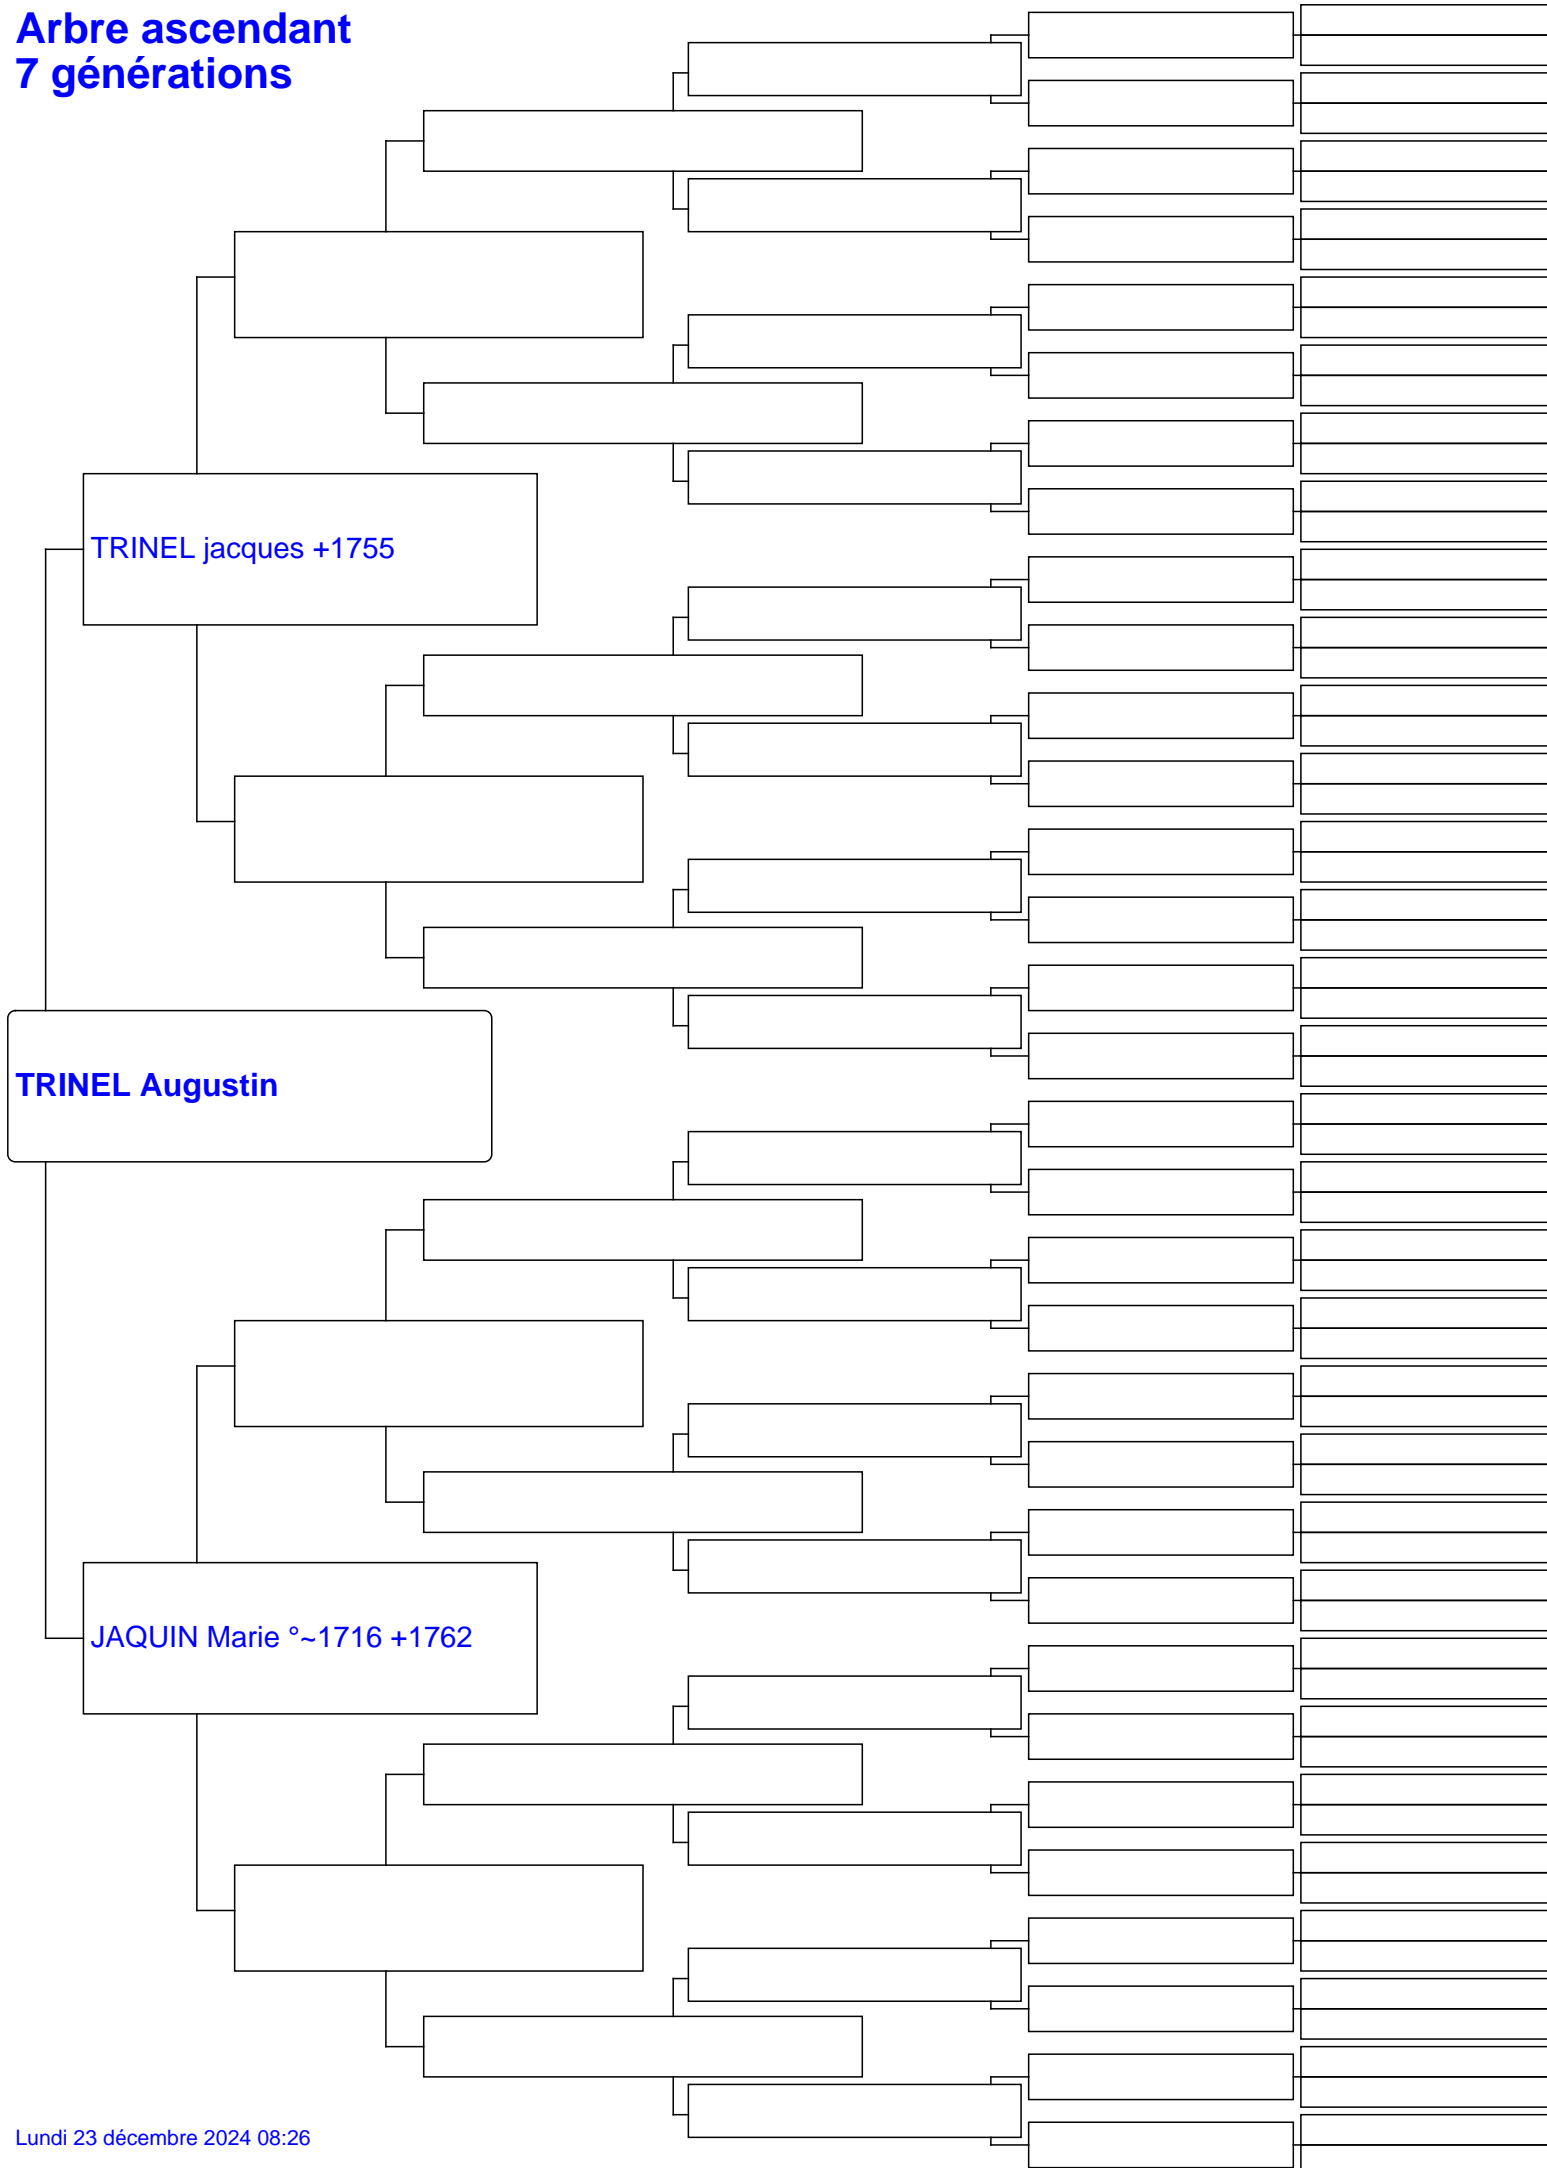 Arbre ascendant
7 générations
TRINEL jacques +1755
TRINEL Augustin
JAQUIN Marie °~1716 +1762
Lundi 23 décembre 2024 08:26